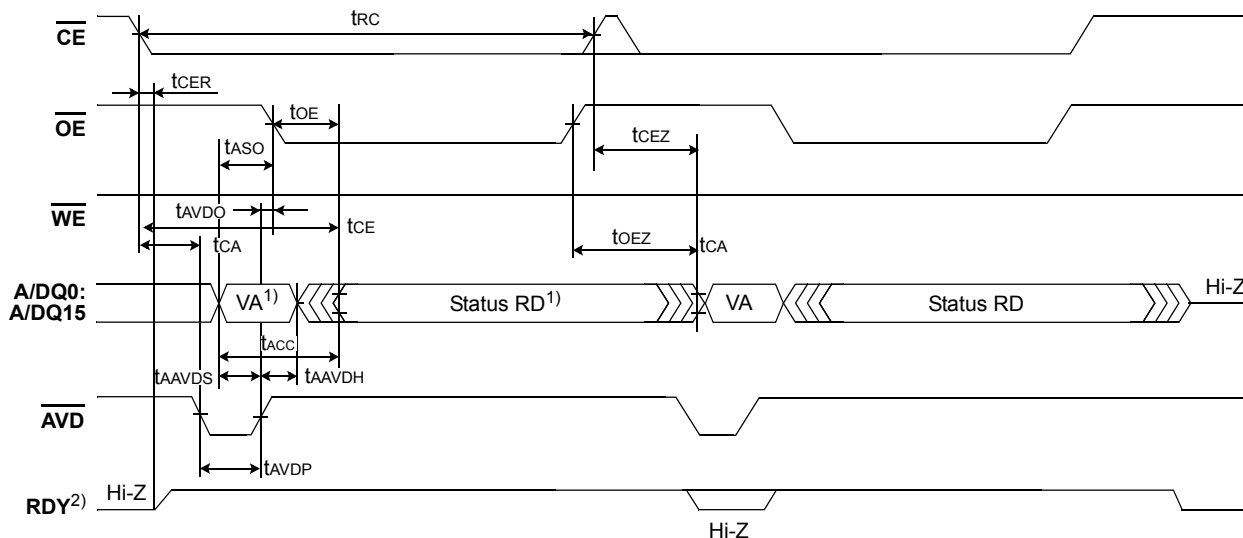 tRC
CE
tCER
tOE
OE
tCEZ
tASO
WE
tAVDO
tCE
tCA
tOEZ
tCA
A/DQ0:
A/DQ15
VA1)
Status RD1)
VA
Status RD
Hi-Z
tACC
tAAVDS
tAAVDH
AVD
tAVDP
Hi-Z
RDY2)
Hi-Z